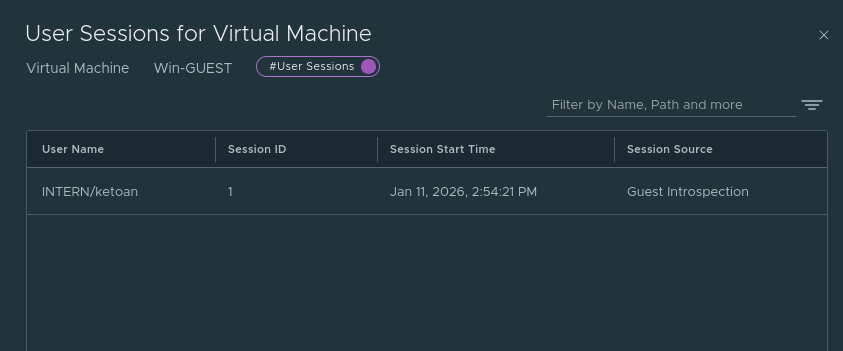 User Sessions for Virtual Machine
Virtual Machine Win-GUEST #User Sessions
Filter by Name, Path and more
User Name Session ID Session Start Time Session Source
INTERN/ketoan 1 Jan 11, 2026, 2:54:21 PM Guest Introspection